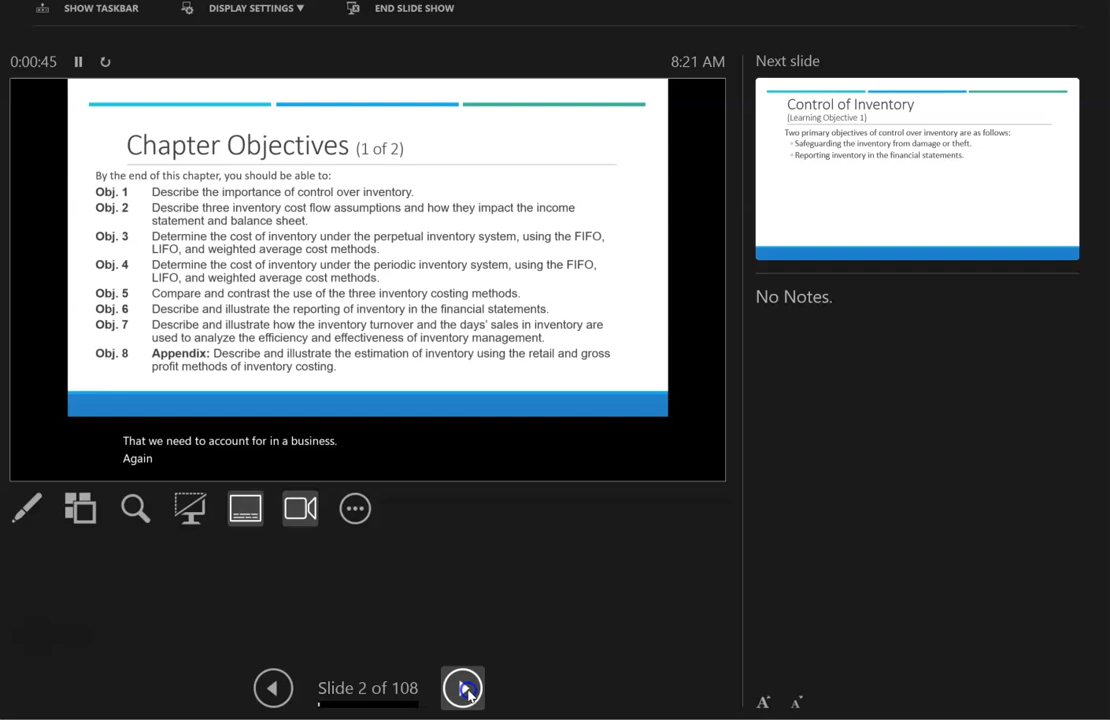 SHOW TASKBAR DISPLAY SETTINGS ▼ END SLIDE SHOW
0:00:45 8:21 AM
Chapter Objectives (1 of 2)
By the end of this chapter, you should be able to:
Obj. 1 Describe the importance of control over inventory.
Obj. 2 Describe three inventory cost flow assumptions and how they impact the income
statement and balance sheet.
Obj. 3 Determine the cost of inventory under the perpetual inventory system, using the FIFO,
LIFO, and weighted average cost methods.
Obj. 4 Determine the cost of inventory under the periodic inventory system, using the FIFO,
LIFO, and weighted average cost methods.
Obj. 5 Compare and contrast the use of the three inventory costing methods.
Obj. 6 Describe and illustrate the reporting of inventory in the financial statements.
Obj. 7 Describe and illustrate how the inventory turnover and the days' sales in inventory are
used to analyze the efficiency and effectiveness of inventory management.
Obj. 8 Appendix: Describe and illustrate the estimation of inventory using the retail and gross
profit methods of inventory costing.
That we need to account for in a business.
Again
Slide 2 of 108
Next slide
Control of Inventory
(Learning Objective 1)
Two primary objectives of control over inventory are as follows:
◦ Safeguarding the inventory from damage or theft.
◦ Reporting inventory in the financial statements.
No Notes.
A A